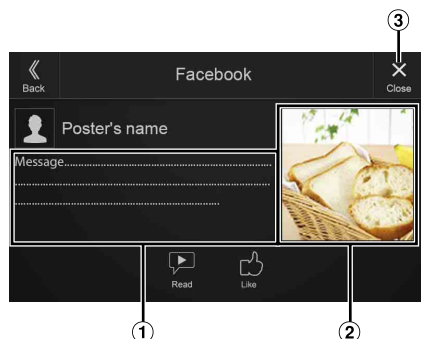 ③
Facebook
Back
Close
Poster's name
Message................................................................
................................................................................
................................................................
Read
Like
① ②